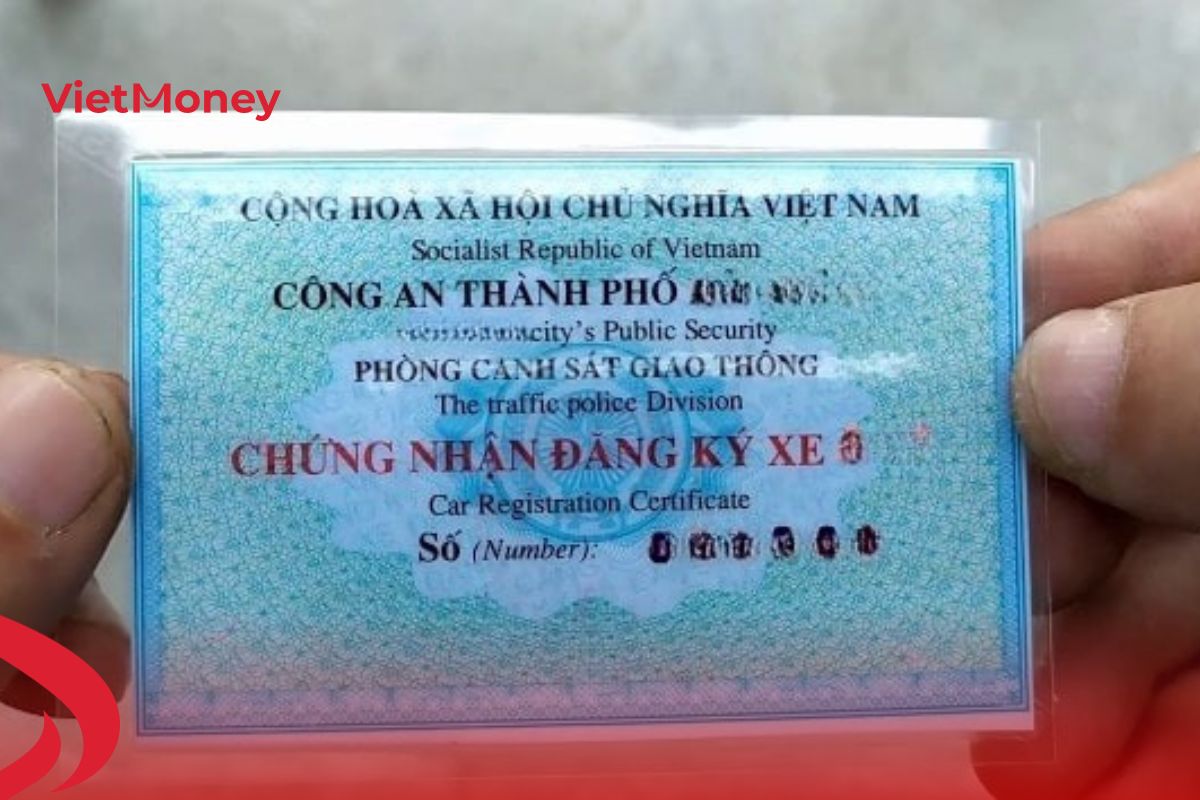 VietMoney
CỘNG HOÀ XÃ HỘI CHỦ NGHĨA VIỆT NAM
Socialist Republic of Vietnam
CÔNG AN THÀNH PHỐ
city's Public Security
PHÒNG CẢNH SÁT GIAO THÔNG
The traffic police Division
CHỨNG NHẬN ĐĂNG KÝ XE
Car Registration Certificate
Số (Number):